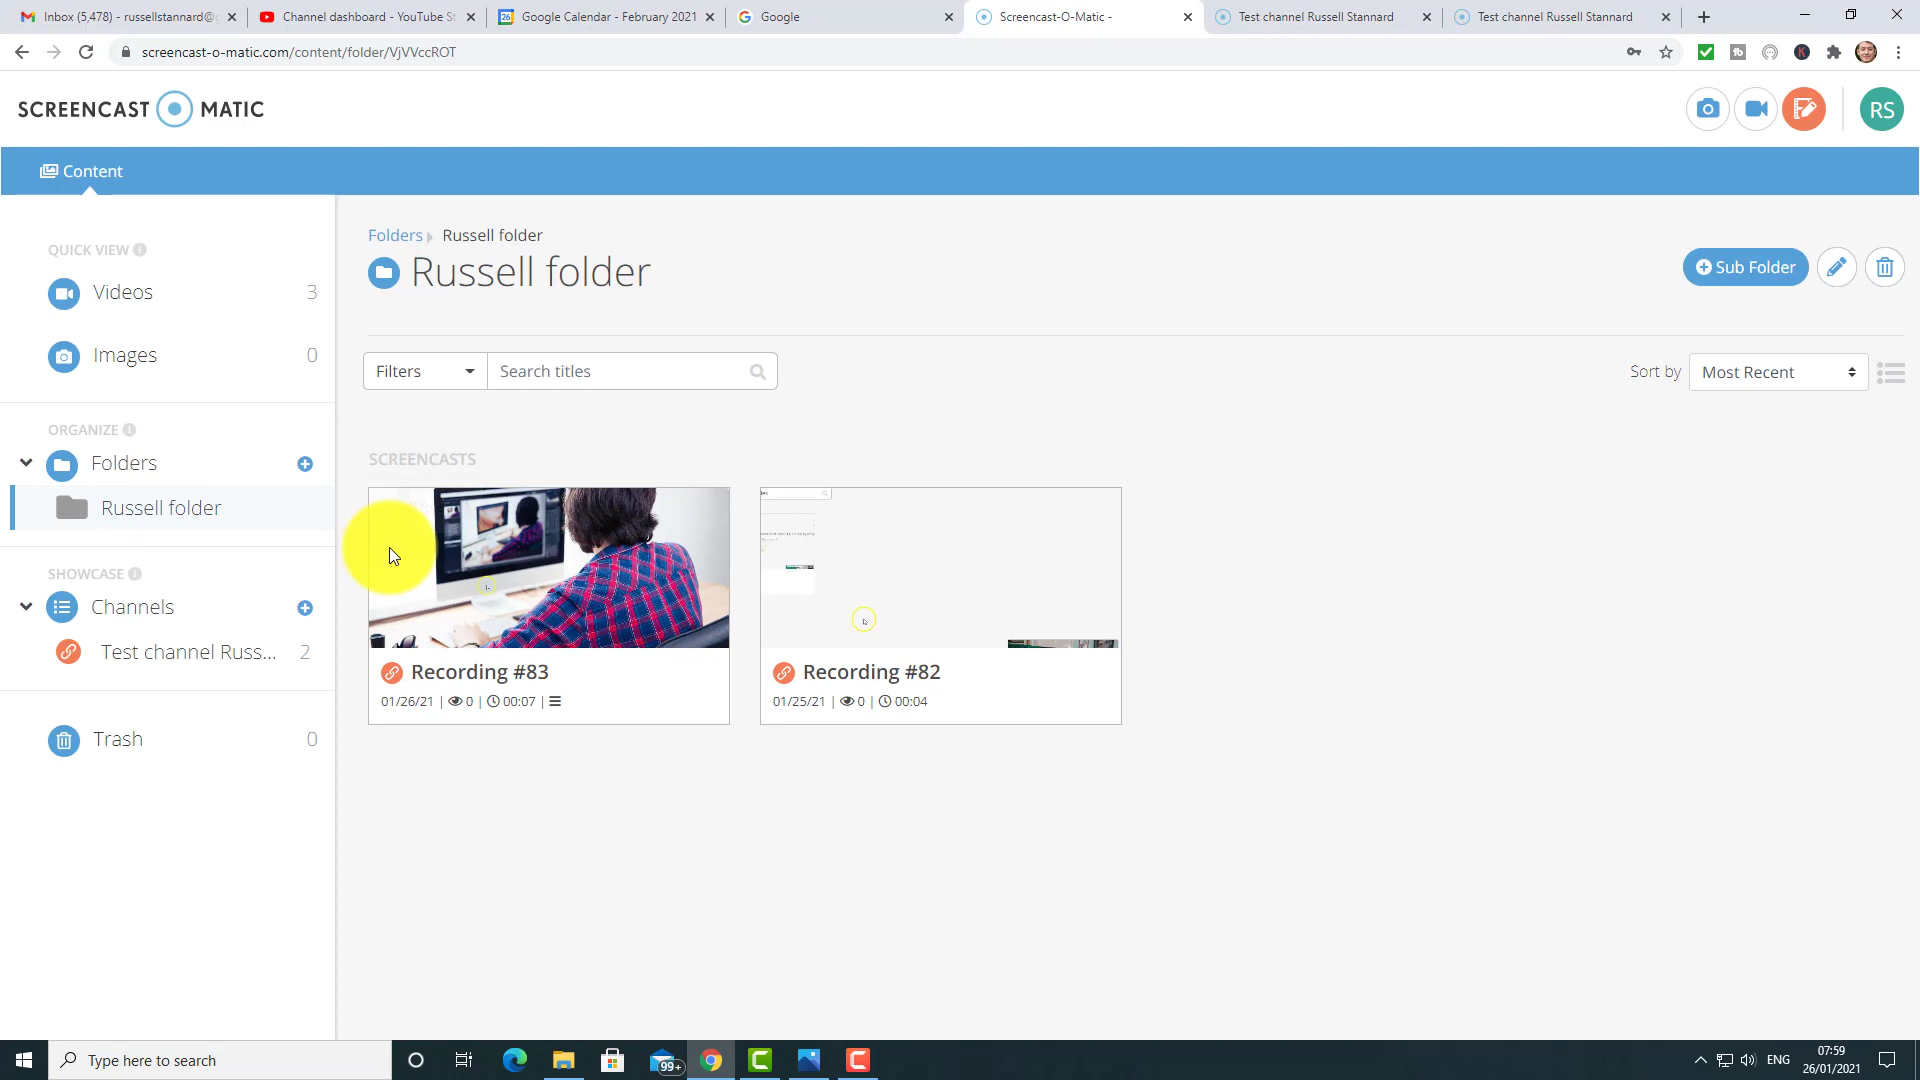 Inbox (5,478) - russellstannard@
Channel dashboard - YouTube St
Google Calendar - February 2021
Google
Screencast-O-Matic -
Test channel Russell Stannard
Test channel Russell Stannard
screencast-o-matic.com/content/folder/VjVVccROT
SCREENCAST MATIC
RS
Content
QUICK VIEW
Videos 3
Images 0
ORGANIZE
Folders
Russell folder
SHOWCASE
Channels
Test channel Russ... 2
Trash 0
Folders Russell folder
Russell folder
Sub Folder
Filters
Search titles
Sort by Most Recent
SCREENCASTS
Recording #83
01/26/21 | 0 | 00:07 |
Recording #82
01/25/21 | 0 | 00:04
Type here to search
99+
ENG
07:59
26/01/2021